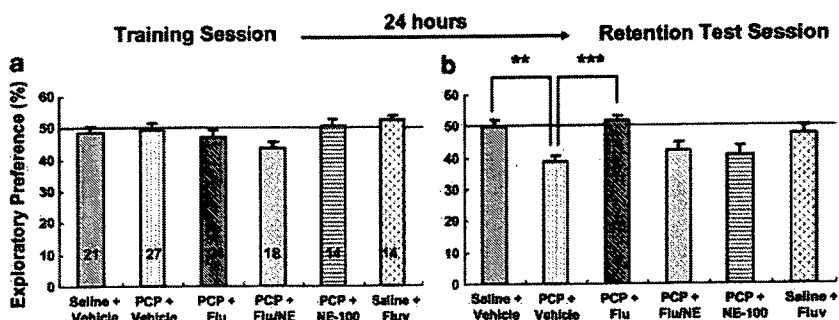 24 hours
Training Session
Retention Test Session
a
b
** ***
Exploratory Preference (%)
60
50
40
30
20
10
0
21 27 18 14 14
Saline + Vehicle
PCP + Vehicle
PCP + Flu
PCP + Flu/NE
PCP + NE-100
Saline + Fluv
60
50
40
30
20
10
0
Saline + Vehicle
PCP + Vehicle
PCP + Flu
PCP + Flu/NE
PCP + NE-100
Saline + Fluv